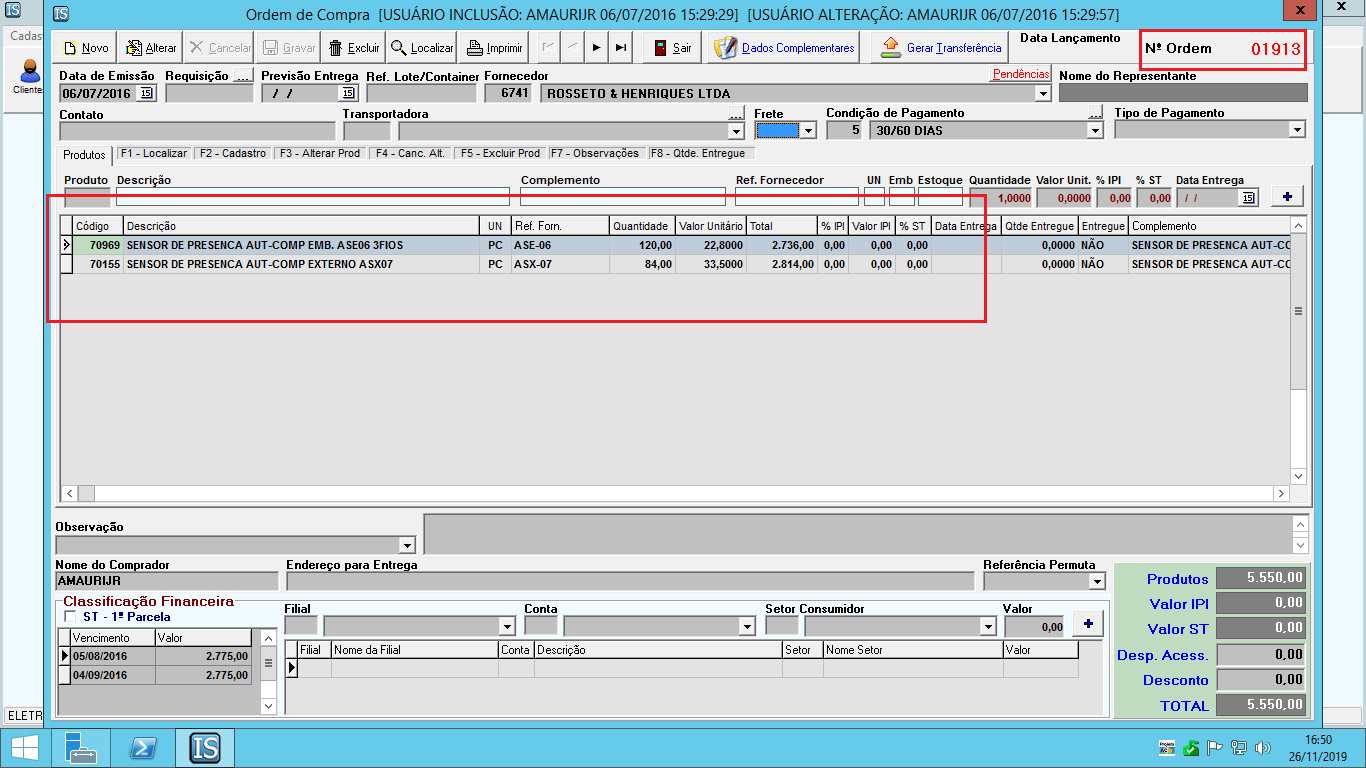 Ordem de Compra [USUÁRIO INCLUSÃO: AMAURIJR 06/07/2016 15:29:29] [USUÁRIO ALTERAÇÃO: AMAURIJR 06/07/2016 15:29:57]
x
Cadas
Novo Alterar Cancelar Gravar Excluir Localizar Imprimir Sair Dados Complementares Gerar Transferência
Data Lançamento
Nº Ordem 01913
Cliente
Data de Emissão Requisição ... Previsão Entrega Ref. Lote/Container Fornecedor Pendências Nome do Representante
06/07/2016 15 / / 15 6741 ROSSETO & HENRIQUES LTDA
Contato Transportadora ... Frete Condição de Pagamento ... Tipo de Pagamento
5 30/60 DIAS
Produtos F1 - Localizar F2 - Cadastro F3 - Alterar Prod F4 - Canc. Alt. F5 - Excluir Prod F7 - Observações F8 - Qtde. Entregue
Produto Descrição Complemento Ref. Fornecedor UN Emb Estoque Quantidade Valor Unit. % IPI % ST Data Entrega
1,0000 0,0000 0,00 0,00 / / 15 +
Código Descrição UN Ref. Forn. Quantidade Valor Unitário Total % IPI Valor IPI % ST Data Entrega Qtde Entregue Entregue Complemento
70969 SENSOR DE PRESENCA AUT-COMP EMB. ASE06 3FIOS PC ASE-06 120,00 22,8000 2.736,00 0,00 0,00 0,00 0,0000 NÃO SENSOR DE PRESENCA AUT-CO
70155 SENSOR DE PRESENCA AUT-COMP EXTERNO ASX07 PC ASX-07 84,00 33,5000 2.814,00 0,00 0,00 0,00 0,0000 NÃO SENSOR DE PRESENCA AUT-CO
Observação
Nome do Comprador Endereço para Entrega Referência Permuta
AMAURIJR
Produtos 5.550,00
Valor IPI 0,00
Valor ST 0,00
Desp. Acess. 0,00
Desconto 0,00
TOTAL 5.550,00
Classificação Financeira
ST - 1ª Parcela
Vencimento Valor
05/08/2016 2.775,00
04/09/2016 2.775,00
Filial Conta Setor Consumidor Valor
0,00 +
Filial Nome da Filial Conta Descrição Setor Nome Setor Valor
ELETR
IS
16:50
26/11/2019